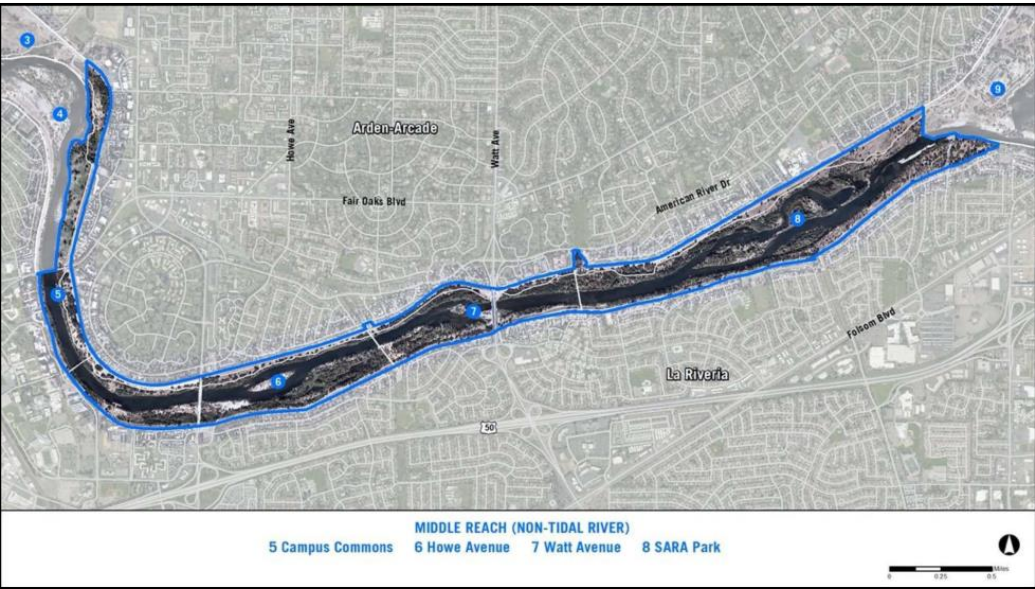 3
4
9
Howe Ave
Arden-Arcade
Watt Ave
Fair Oaks Blvd
American River Dr
8
5
7
Folsom Blvd
6
La Riveria
50
MIDDLE REACH (NON-TIDAL RIVER)
5 Campus Commons 6 Howe Avenue 7 Watt Avenue 8 SARA Park
Miles
0 0.25 0.5